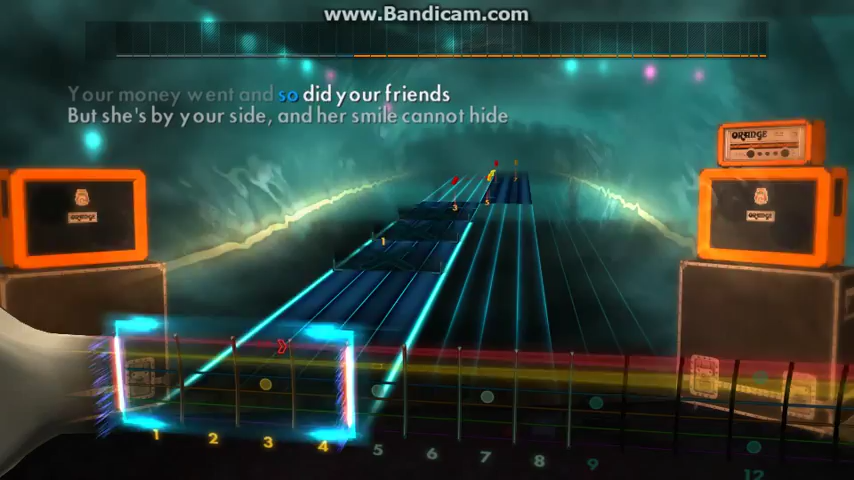 www.Bandicam.com
Your money went and so did your friends
But she's by your side, and her smile cannot hide
ORANGE
ORANGE
ORANGE
3 5
1
1 2 3 4 5 6 7 8 9 12